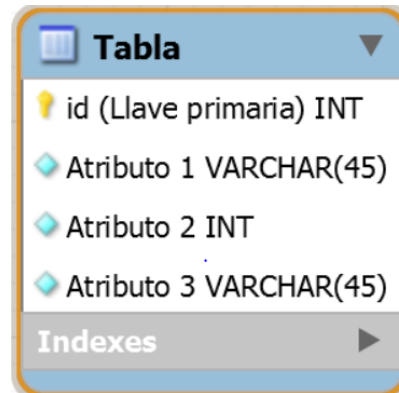 Tabla
id (Llave primaria) INT
Atributo 1 VARCHAR(45)
Atributo 2 INT
Atributo 3 VARCHAR(45)
Indexes